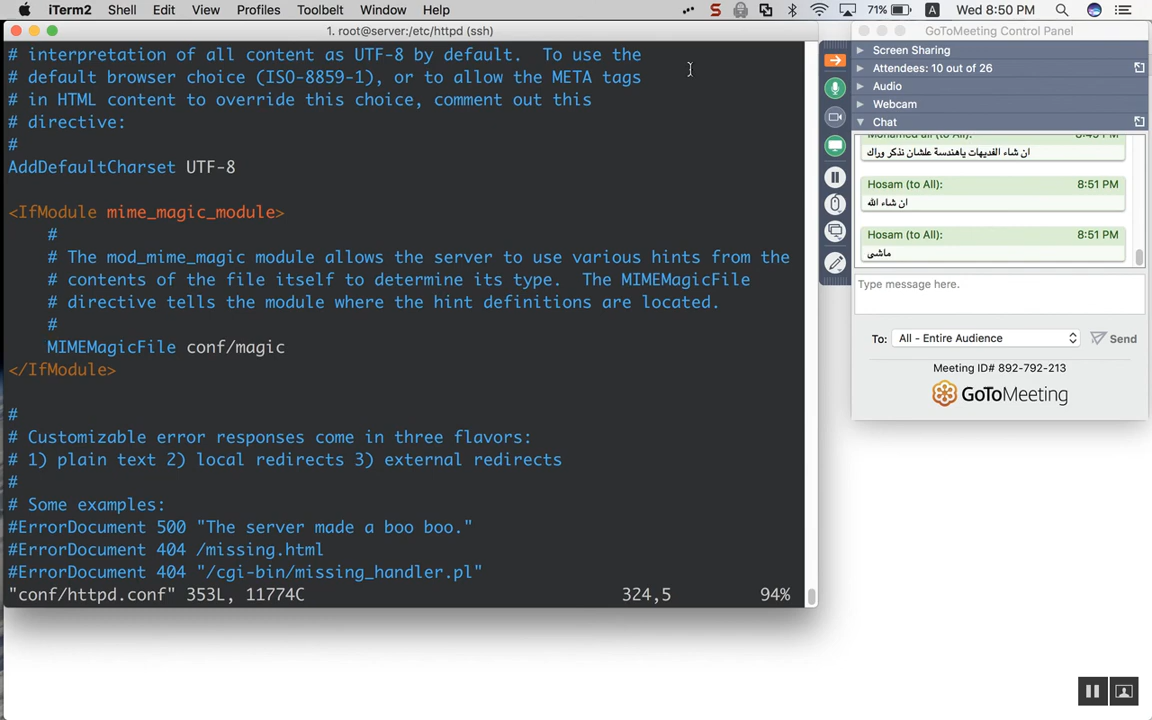 iTerm2 Shell Edit View Profiles Toolbelt Window Help 71% A Wed 8:50 PM
1. root@server:/etc/httpd (ssh)
# interpretation of all content as UTF-8 by default.  To use the
# default browser choice (ISO-8859-1), or to allow the META tags
# in HTML content to override this choice, comment out this
# directive:
#
AddDefaultCharset UTF-8
<IfModule mime_magic_module>
    #
    # The mod_mime_magic module allows the server to use various hints from the
    # contents of the file itself to determine its type.  The MIMEMagicFile
    # directive tells the module where the hint definitions are located.
    #
    MIMEMagicFile conf/magic
</IfModule>
#
# Customizable error responses come in three flavors:
# 1) plain text 2) local redirects 3) external redirects
#
# Some examples:
#ErrorDocument 500 "The server made a boo boo."
#ErrorDocument 404 /missing.html
#ErrorDocument 404 "/cgi-bin/missing_handler.pl"
"conf/httpd.conf" 353L, 11774C 324,5 94%
GoToMeeting Control Panel
Screen Sharing
Attendees: 10 out of 26
Audio
Webcam
Chat
ان شاء القديهات ياهندسة علشان نذكر وراك
Hosam (to All): 8:51 PM
ان شاء الله
Hosam (to All): 8:51 PM
ماشى
Type message here.
To: All - Entire Audience Send
Meeting ID# 892-792-213
GoToMeeting